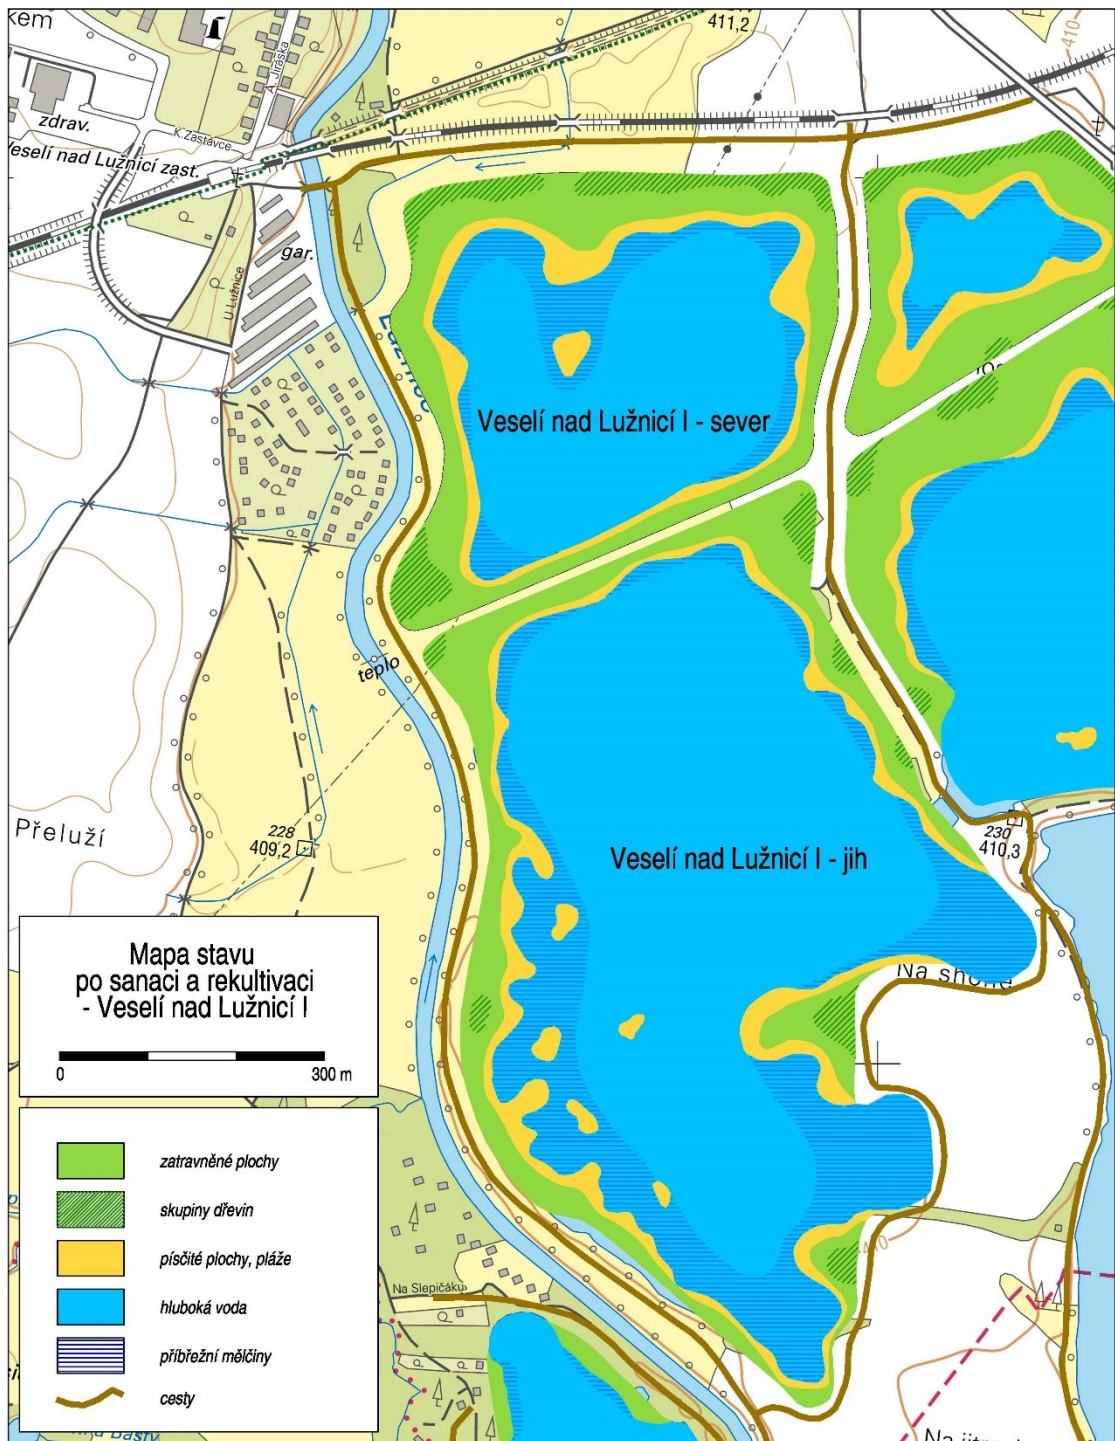 kem
411,2
410
A. Jiráska
zdrav.
K Zastávce
Veselí nad Lužnicí zast.
gar.
U Lužnice
Veselí nad Lužnicí I - sever
teplo
228
409,2
Přeluží
230
410,3
Veselí nad Lužnicí I - jih
Mapa stavu
po sanaci a rekultivaci
- Veselí nad Lužnicí I
0 300 m
410
Na Slepičáku
zatravněné plochy
skupiny dřevin
písčité plochy, pláže
hluboká voda
příbřežní mělčiny
cesty